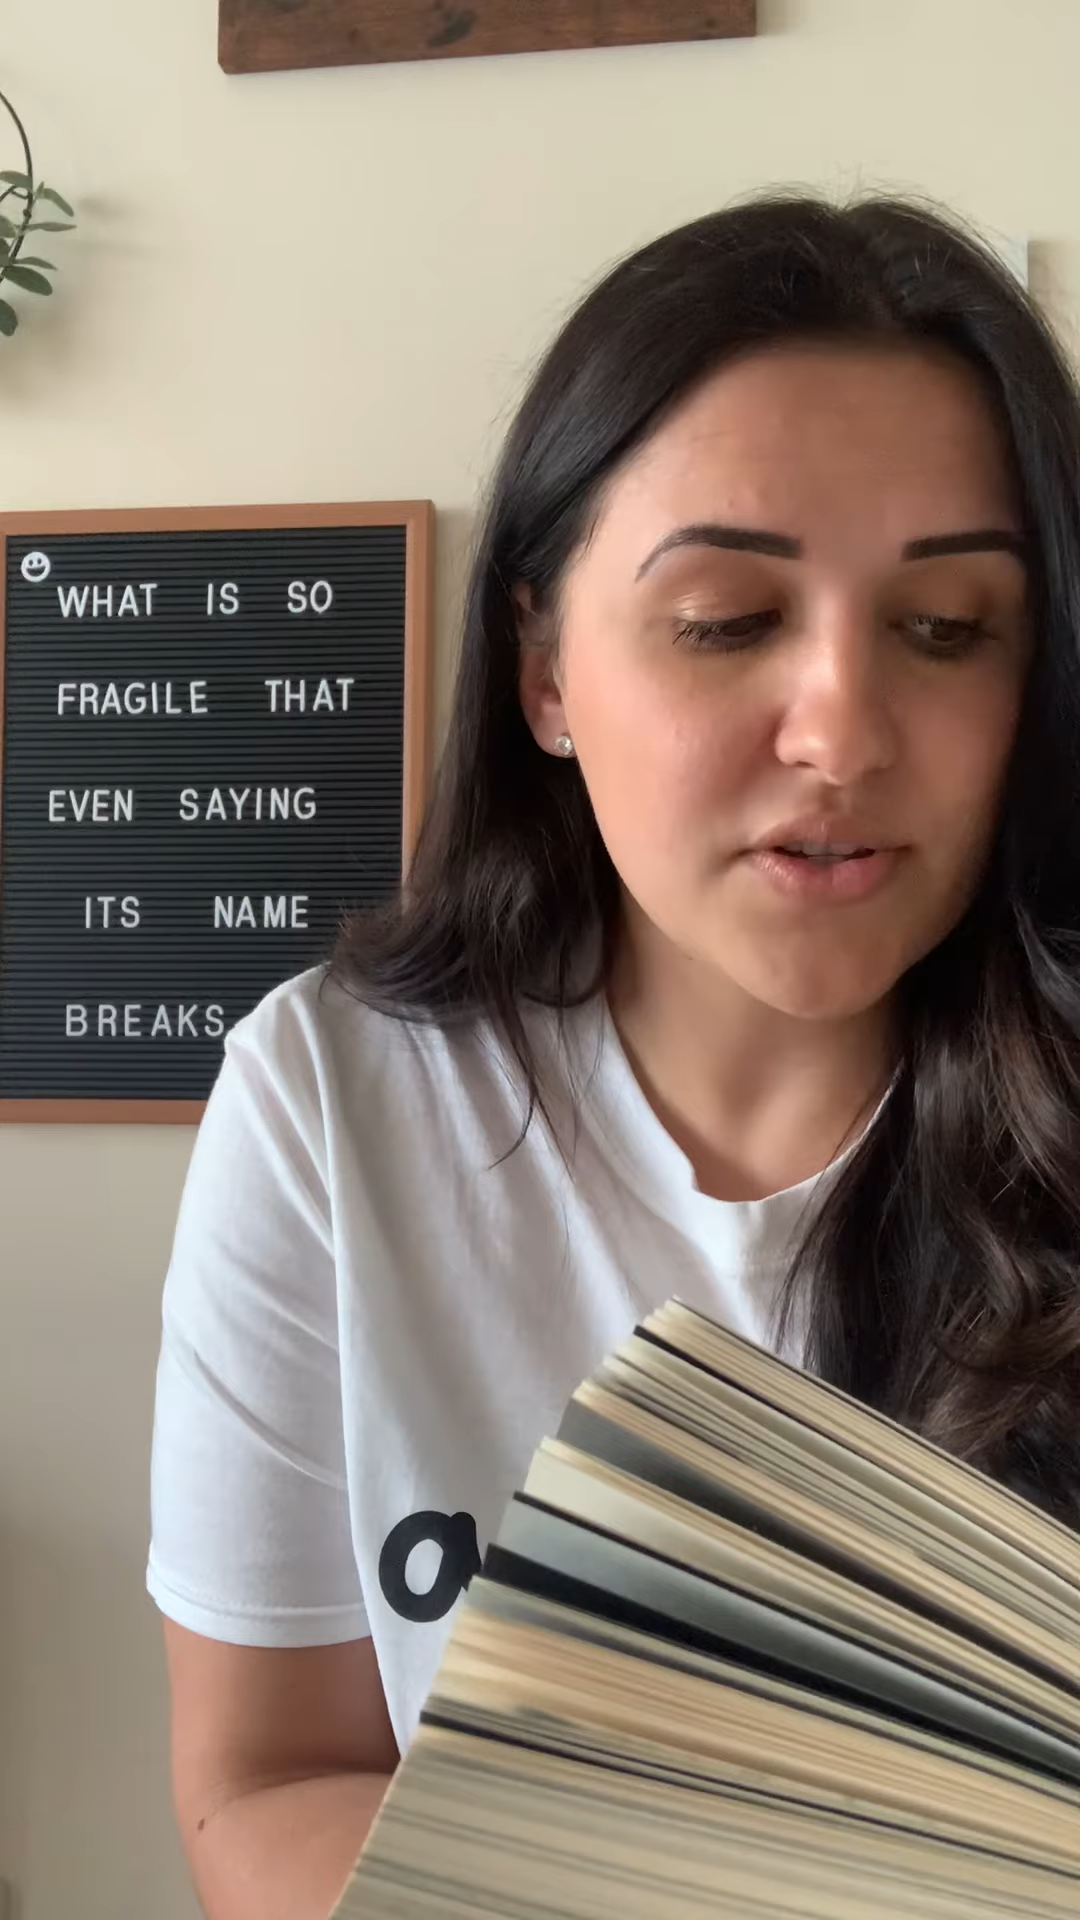 WHAT IS SO
FRAGILE THAT
EVEN SAYING
ITS NAME
BREAKS
a